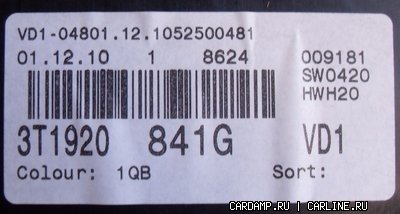 VD1-04801.12.1052500481
01.12.10 1 8624 009181
SW0420
HWH20
3T1920 841G VD1
Colour: 1QB Sort:
CARDAMP.RU | CARLINE.RU